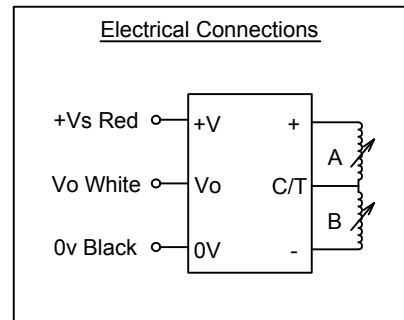 Electrical Connections
+Vs Red +V +
A
Vo White Vo C/T
B
0v Black 0V -